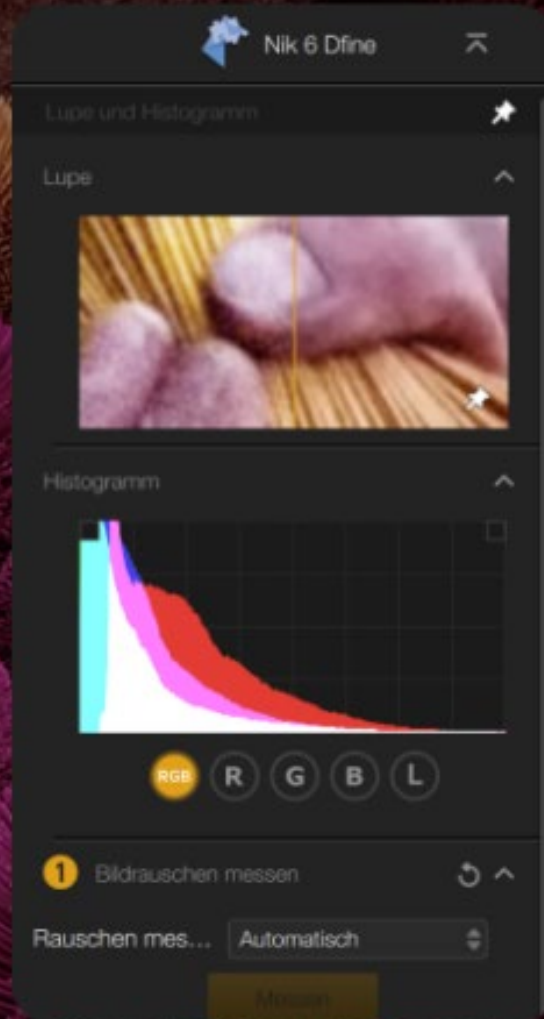 Nik 6 Dfine
Lupe und Histogramm
Lupe
Histogramm
RGB R G B L
1 Bildrauschen messen
Rauschen mes... Automatisch
Messen